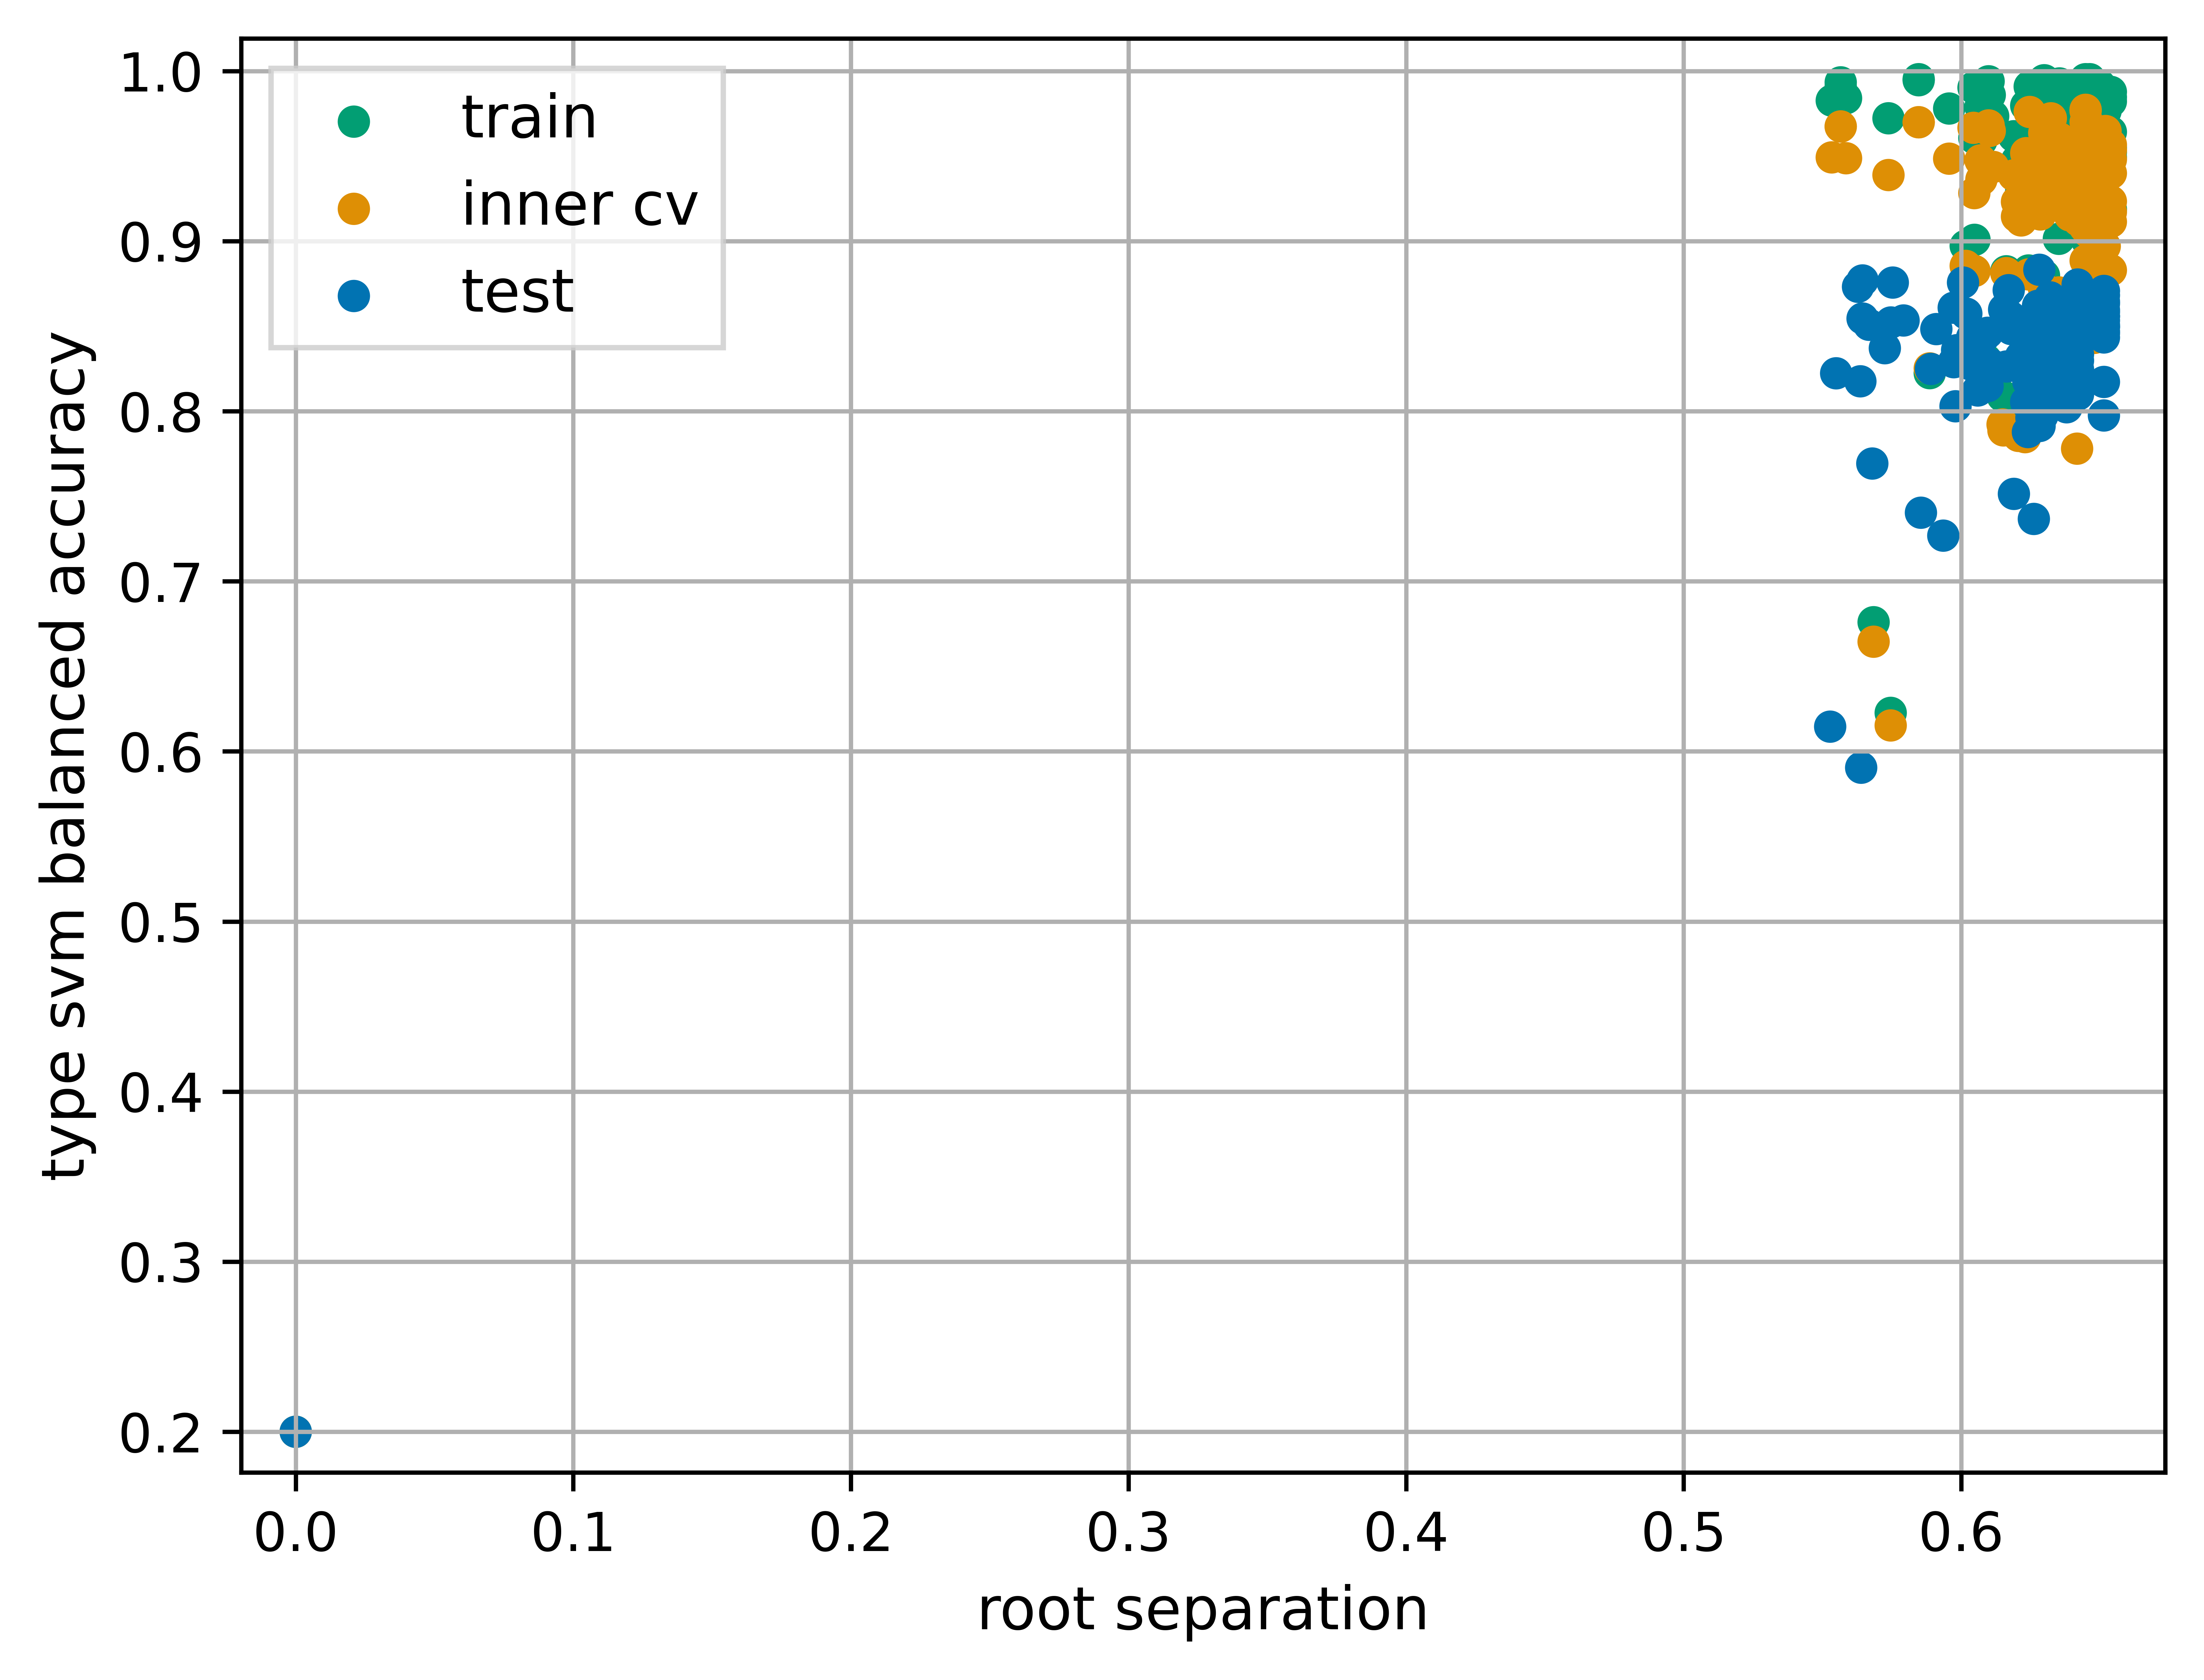 train
inner cv
test
type svm balanced accuracy
1.0
0.9
0.8
0.7
0.6
0.5
0.4
0.3
0.2
0.0 0.1 0.2 0.3 0.4 0.5 0.6
root separation